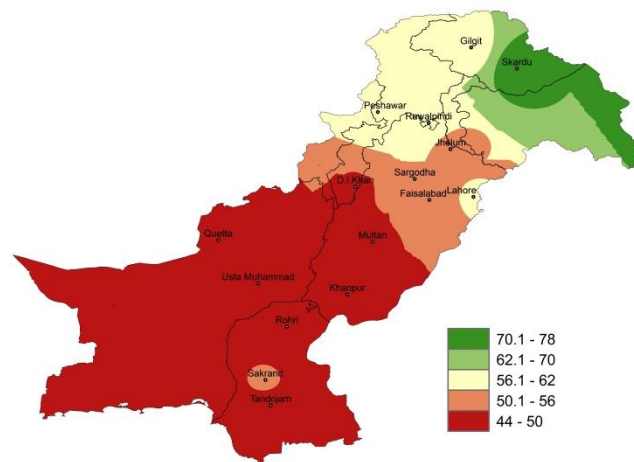 Gilgit
Skardu
Peshawar
Rawalpindi
Jhelum
Sargodha
D.I.Khan
Faisalabad
Lahore
Quetta
Multan
Usta Muhammad
Khanpur
Rohri
Sakrand
Tandojam
70.1 - 78
62.1 - 70
56.1 - 62
50.1 - 56
44 - 50